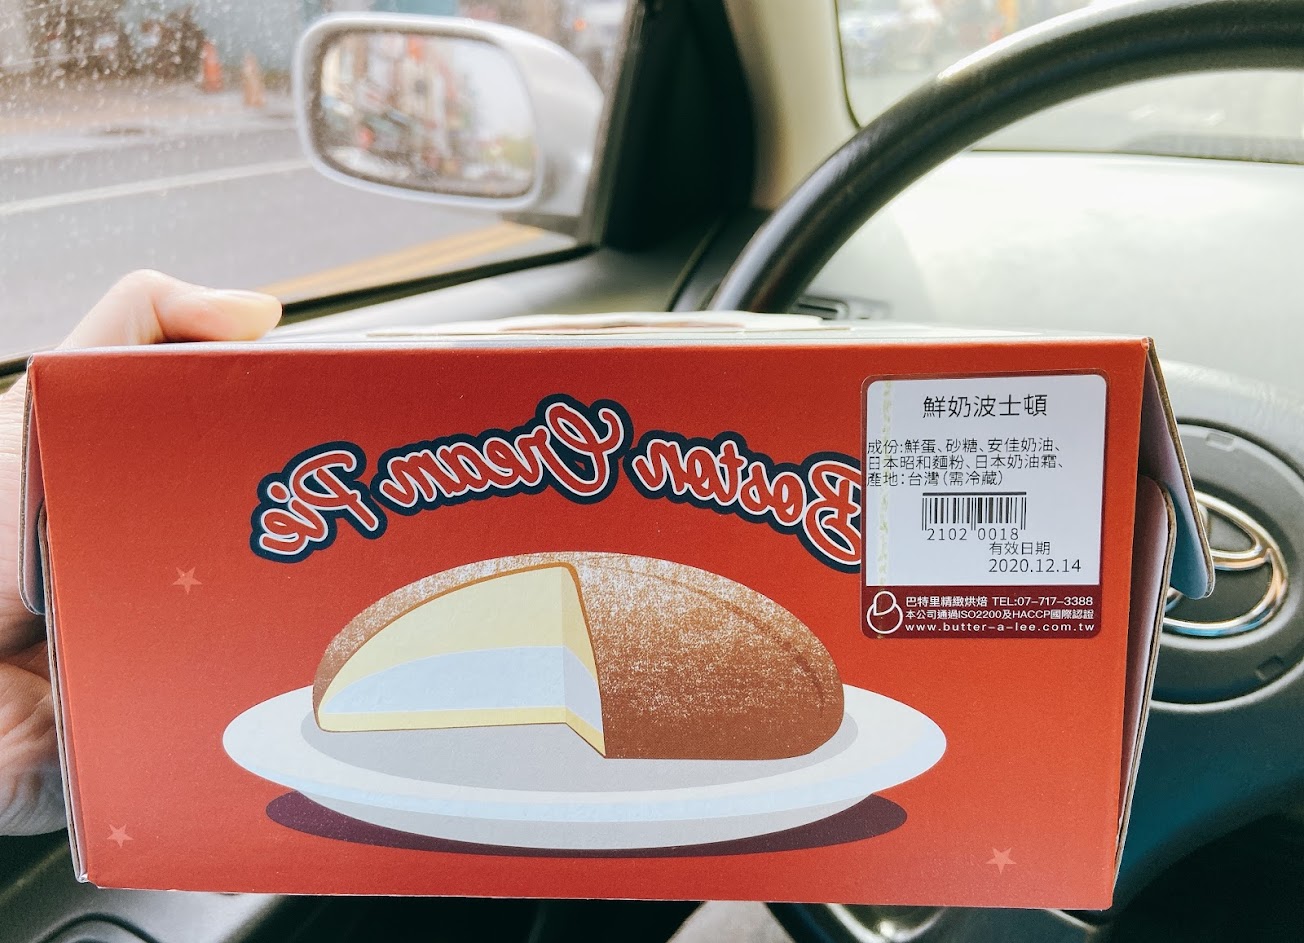 Boston Cream Pie
鮮奶波士頓
成份:鮮蛋、砂糖、安佳奶油、
日本昭和麵粉、日本奶油霜、
產地:台灣(需冷藏)
2102 0018
有效日期
2020.12.14
巴特里精緻烘焙 TEL:07-717-3388
本公司通過ISO2200及HACCP國際認證
www.butter-a-lee.com.tw